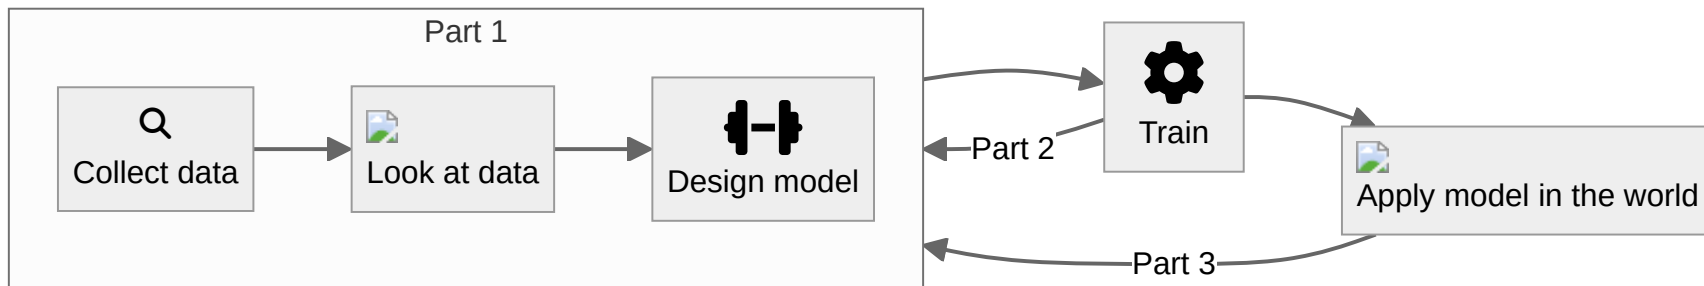 Part 1
Collect data
Look at data
Design model
Part 2
Train
Apply model in the world
Part 3